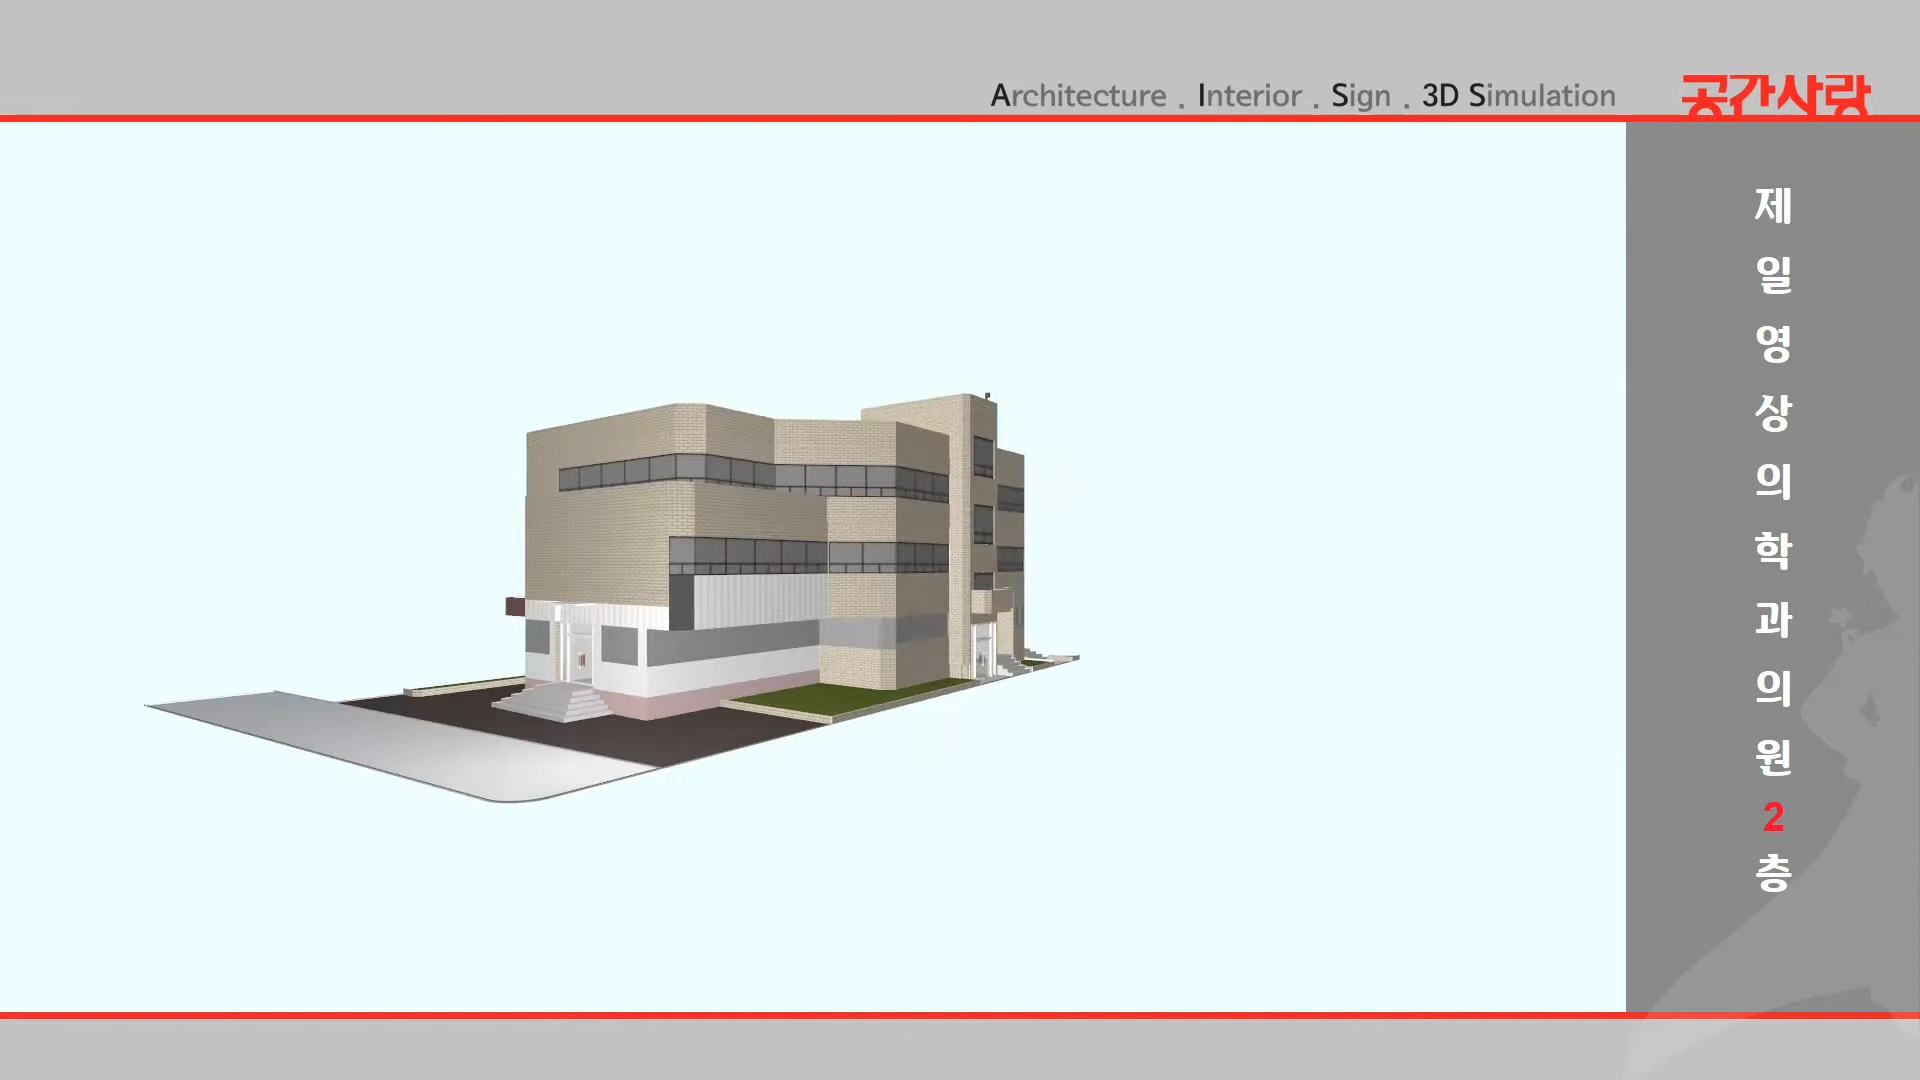 Architecture . Interior . Sign . 3D Simulation
공간사랑
제일영상의학과의원2층